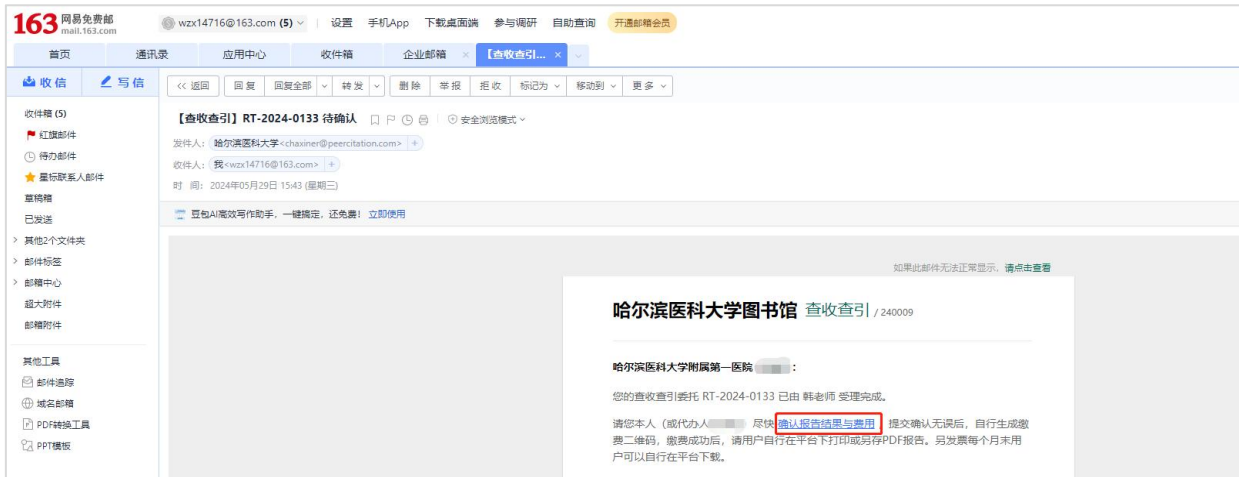 163 网易免费邮
mail.163.com
wzx14716@163.com (5) 设置 手机App 下载桌面端 参与调研 自助查询 开通邮箱会员
首页 通讯录 应用中心 收件箱 企业邮箱 × 【查收查引... ×
收信 写信
<< 返回 回复 回复全部 转发 删除 举报 拒收 标记为 移动到 更多
收件箱 (5)
红旗邮件
待办邮件
星标联系人邮件
草稿箱
已发送
其他2个文件夹
邮件标签
邮箱中心
超大附件
邮箱附件
其他工具
邮件追踪
域名邮箱
PDF转换工具
PPT模板
【查收查引】RT-2024-0133 待确认 安全浏览模式
发件人: 哈尔滨医科大学<chaxiner@peercitation.com> +
收件人: 我<wzx14716@163.com> +
时 间: 2024年05月29日 15:43 (星期三)
豆包AI高效写作助手,一键搞定,还免费! 立即使用
如果此邮件无法正常显示,请点击查看
哈尔滨医科大学图书馆 查收查引 / 240009
哈尔滨医科大学附属第一医院 :
您的查收查引委托 RT-2024-0133 已由 韩老师 受理完成。
请您本人(或代办人 尽快 确认报告结果与费用 ,提交确认无误后,自行生成缴
费二维码,缴费成功后,请用户自行在平台下打印或另存PDF报告。另发票每个月末用
户可以自行在平台下载。